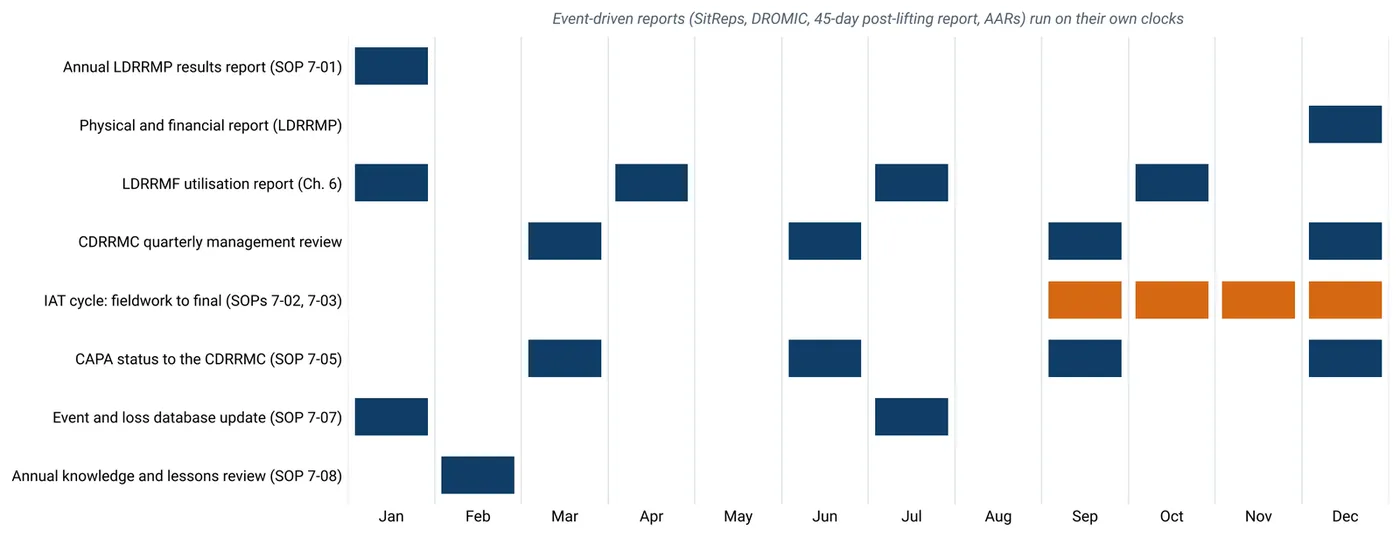 Event-driven reports (SitReps, DROMIC, 45-day post-lifting report, AARs) run on their own clocks
Annual LDRRMP results report (SOP 7-01)
Physical and financial report (LDRRMP)
LDRRMF utilisation report (Ch. 6)
CDRRMC quarterly management review
IAT cycle: fieldwork to final (SOPs 7-02, 7-03)
CAPA status to the CDRRMC (SOP 7-05)
Event and loss database update (SOP 7-07)
Annual knowledge and lessons review (SOP 7-08)
Jan Feb Mar Apr May Jun Jul Aug Sep Oct Nov Dec